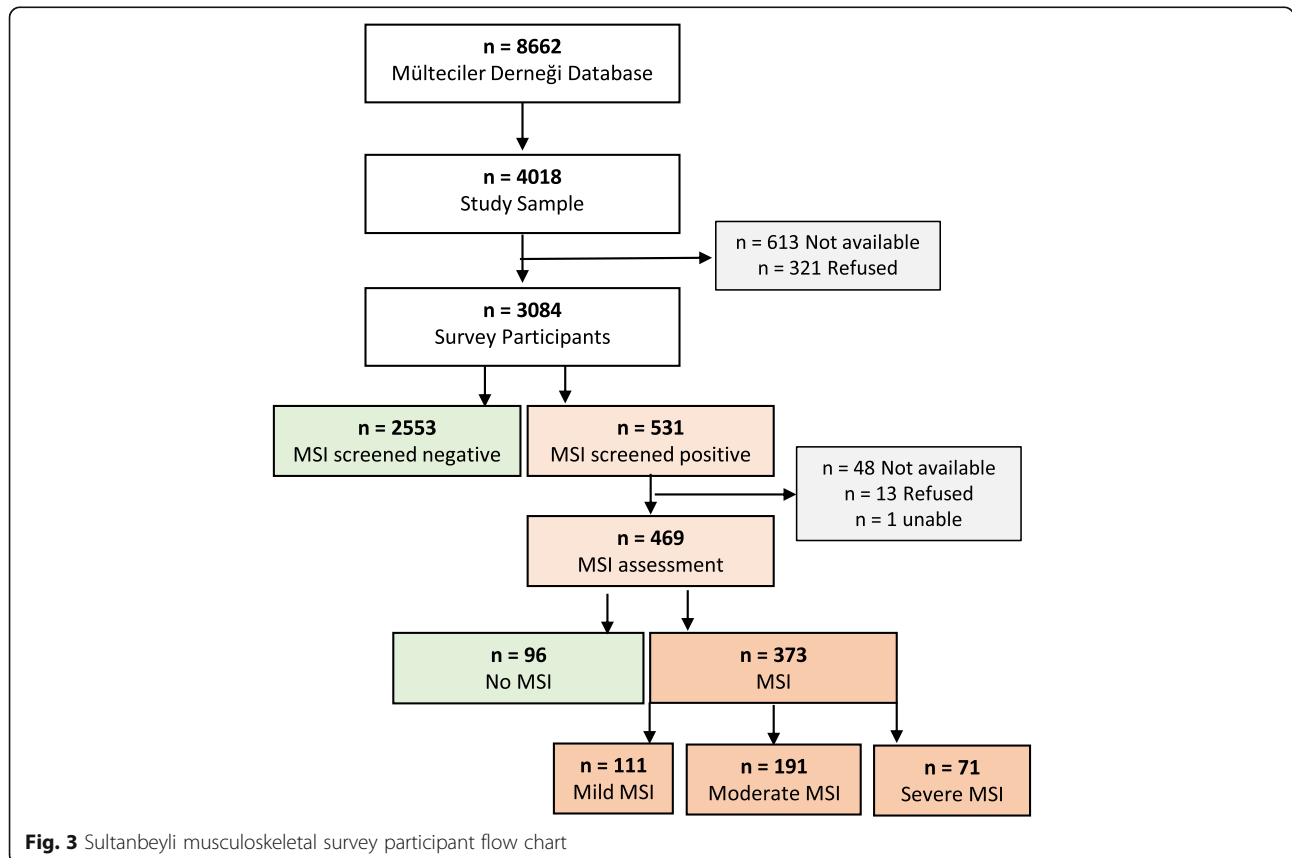 n = 8662
Mülteciler Derneği Database
n = 4018
Study Sample
n = 613 Not available
n = 321 Refused
n = 3084
Survey Participants
n = 2553
MSI screened negative
n = 531
MSI screened positive
n = 48 Not available
n = 13 Refused
n = 1 unable
n = 469
MSI assessment
n = 96
No MSI
n = 373
MSI
n = 111
Mild MSI
n = 191
Moderate MSI
n = 71
Severe MSI
Fig. 3 Sultanbeyli musculoskeletal survey participant flow chart